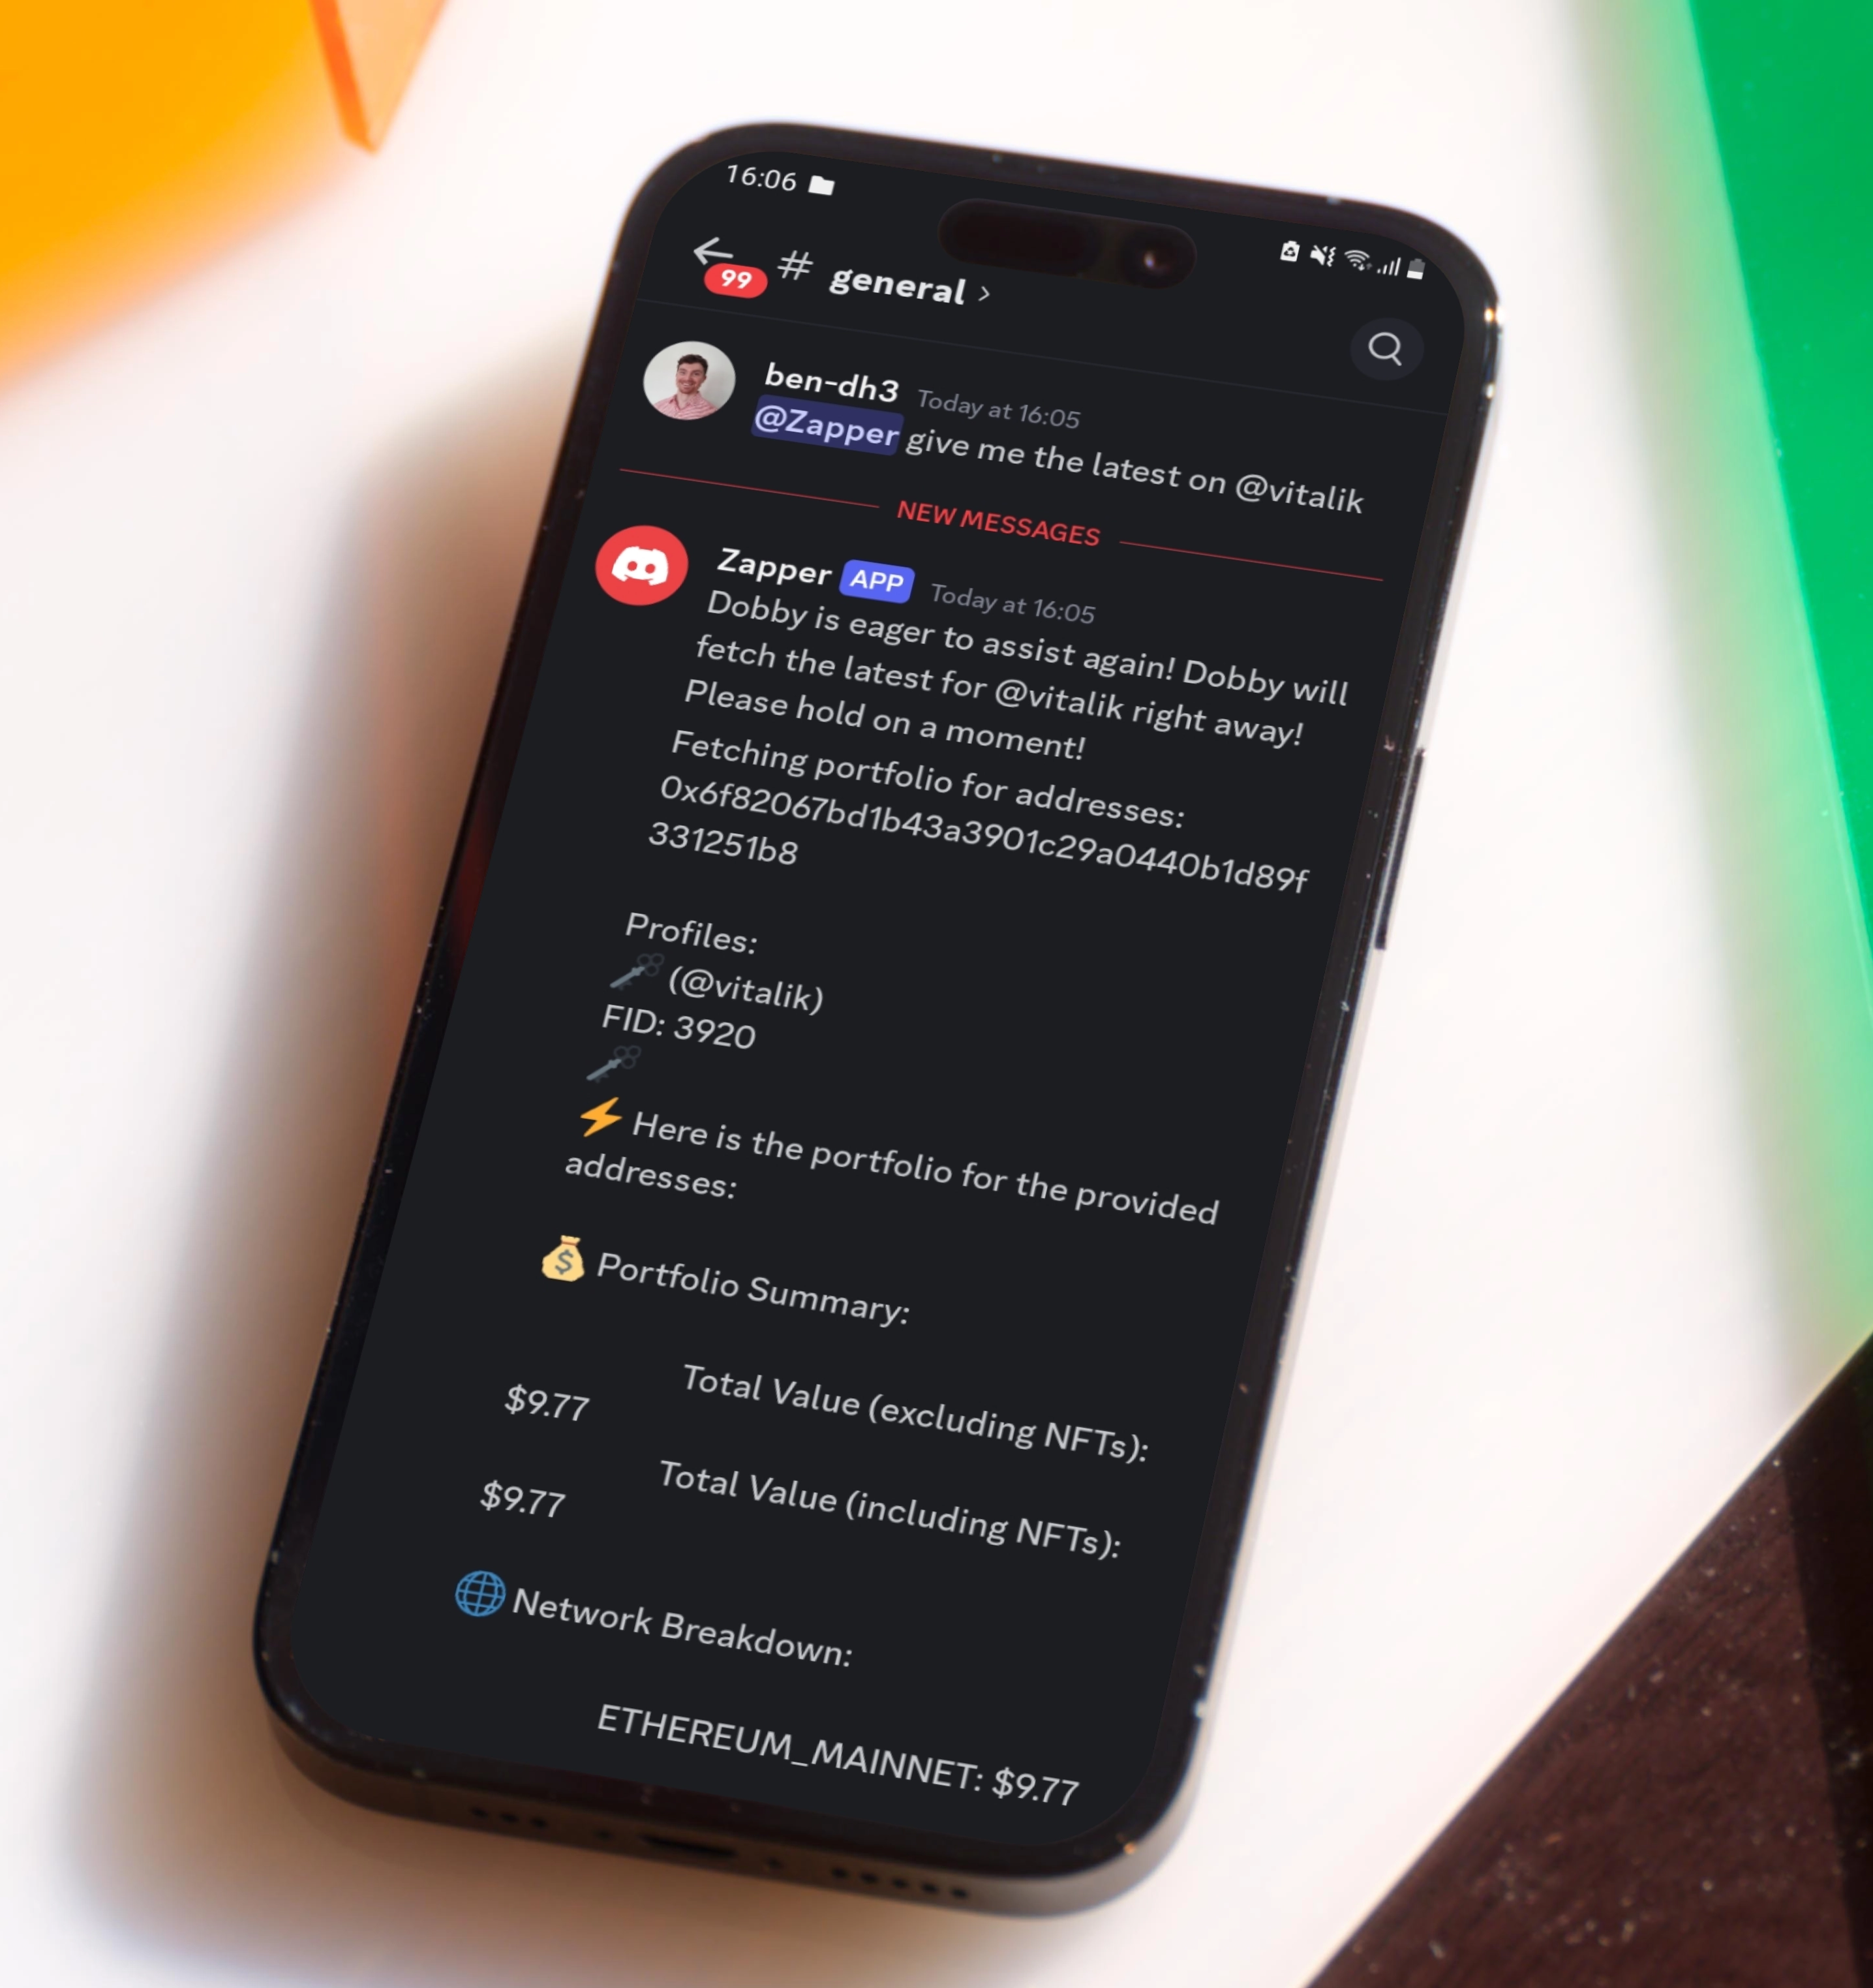 16:06
99
# general >
ben-dh3 Today at 16:05
@Zapper give me the latest on @vitalik
NEW MESSAGES
Zapper APP Today at 16:05
Dobby is eager to assist again! Dobby will
fetch the latest for @vitalik right away!
Please hold on a moment!
Fetching portfolio for addresses:
0x6f82067bd1b43a3901c29a0440b1d89f
331251b8
Profiles:
🗝️ (@vitalik)
FID: 3920
🗝️
⚡ Here is the portfolio for the provided
addresses:
💰 Portfolio Summary:
Total Value (excluding NFTs):
$9.77
Total Value (including NFTs):
$9.77
🌐 Network Breakdown:
ETHEREUM_MAINNET: $9.77